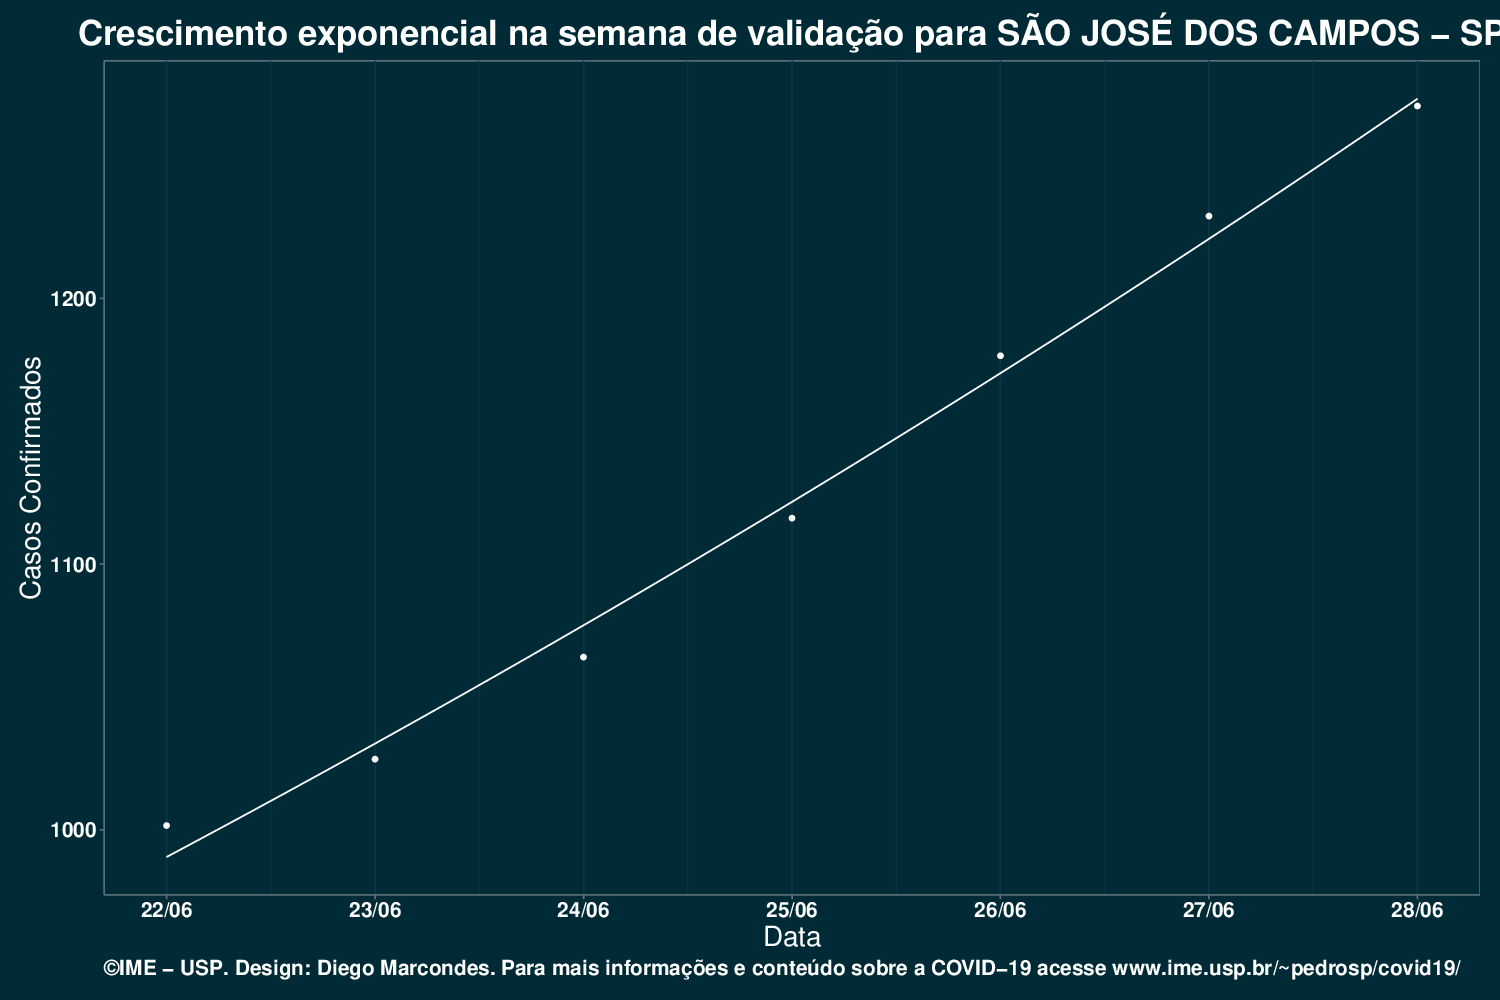 Crescimento exponencial na semana de validação para SÃO JOSÉ DOS CAMPOS – SP
Casos Confirmados
1200
1100
1000
22/06 23/06 24/06 25/06 26/06 27/06 28/06
Data
©IME – USP. Design: Diego Marcondes. Para mais informações e conteúdo sobre a COVID–19 acesse www.ime.usp.br/~pedrosp/covid19/